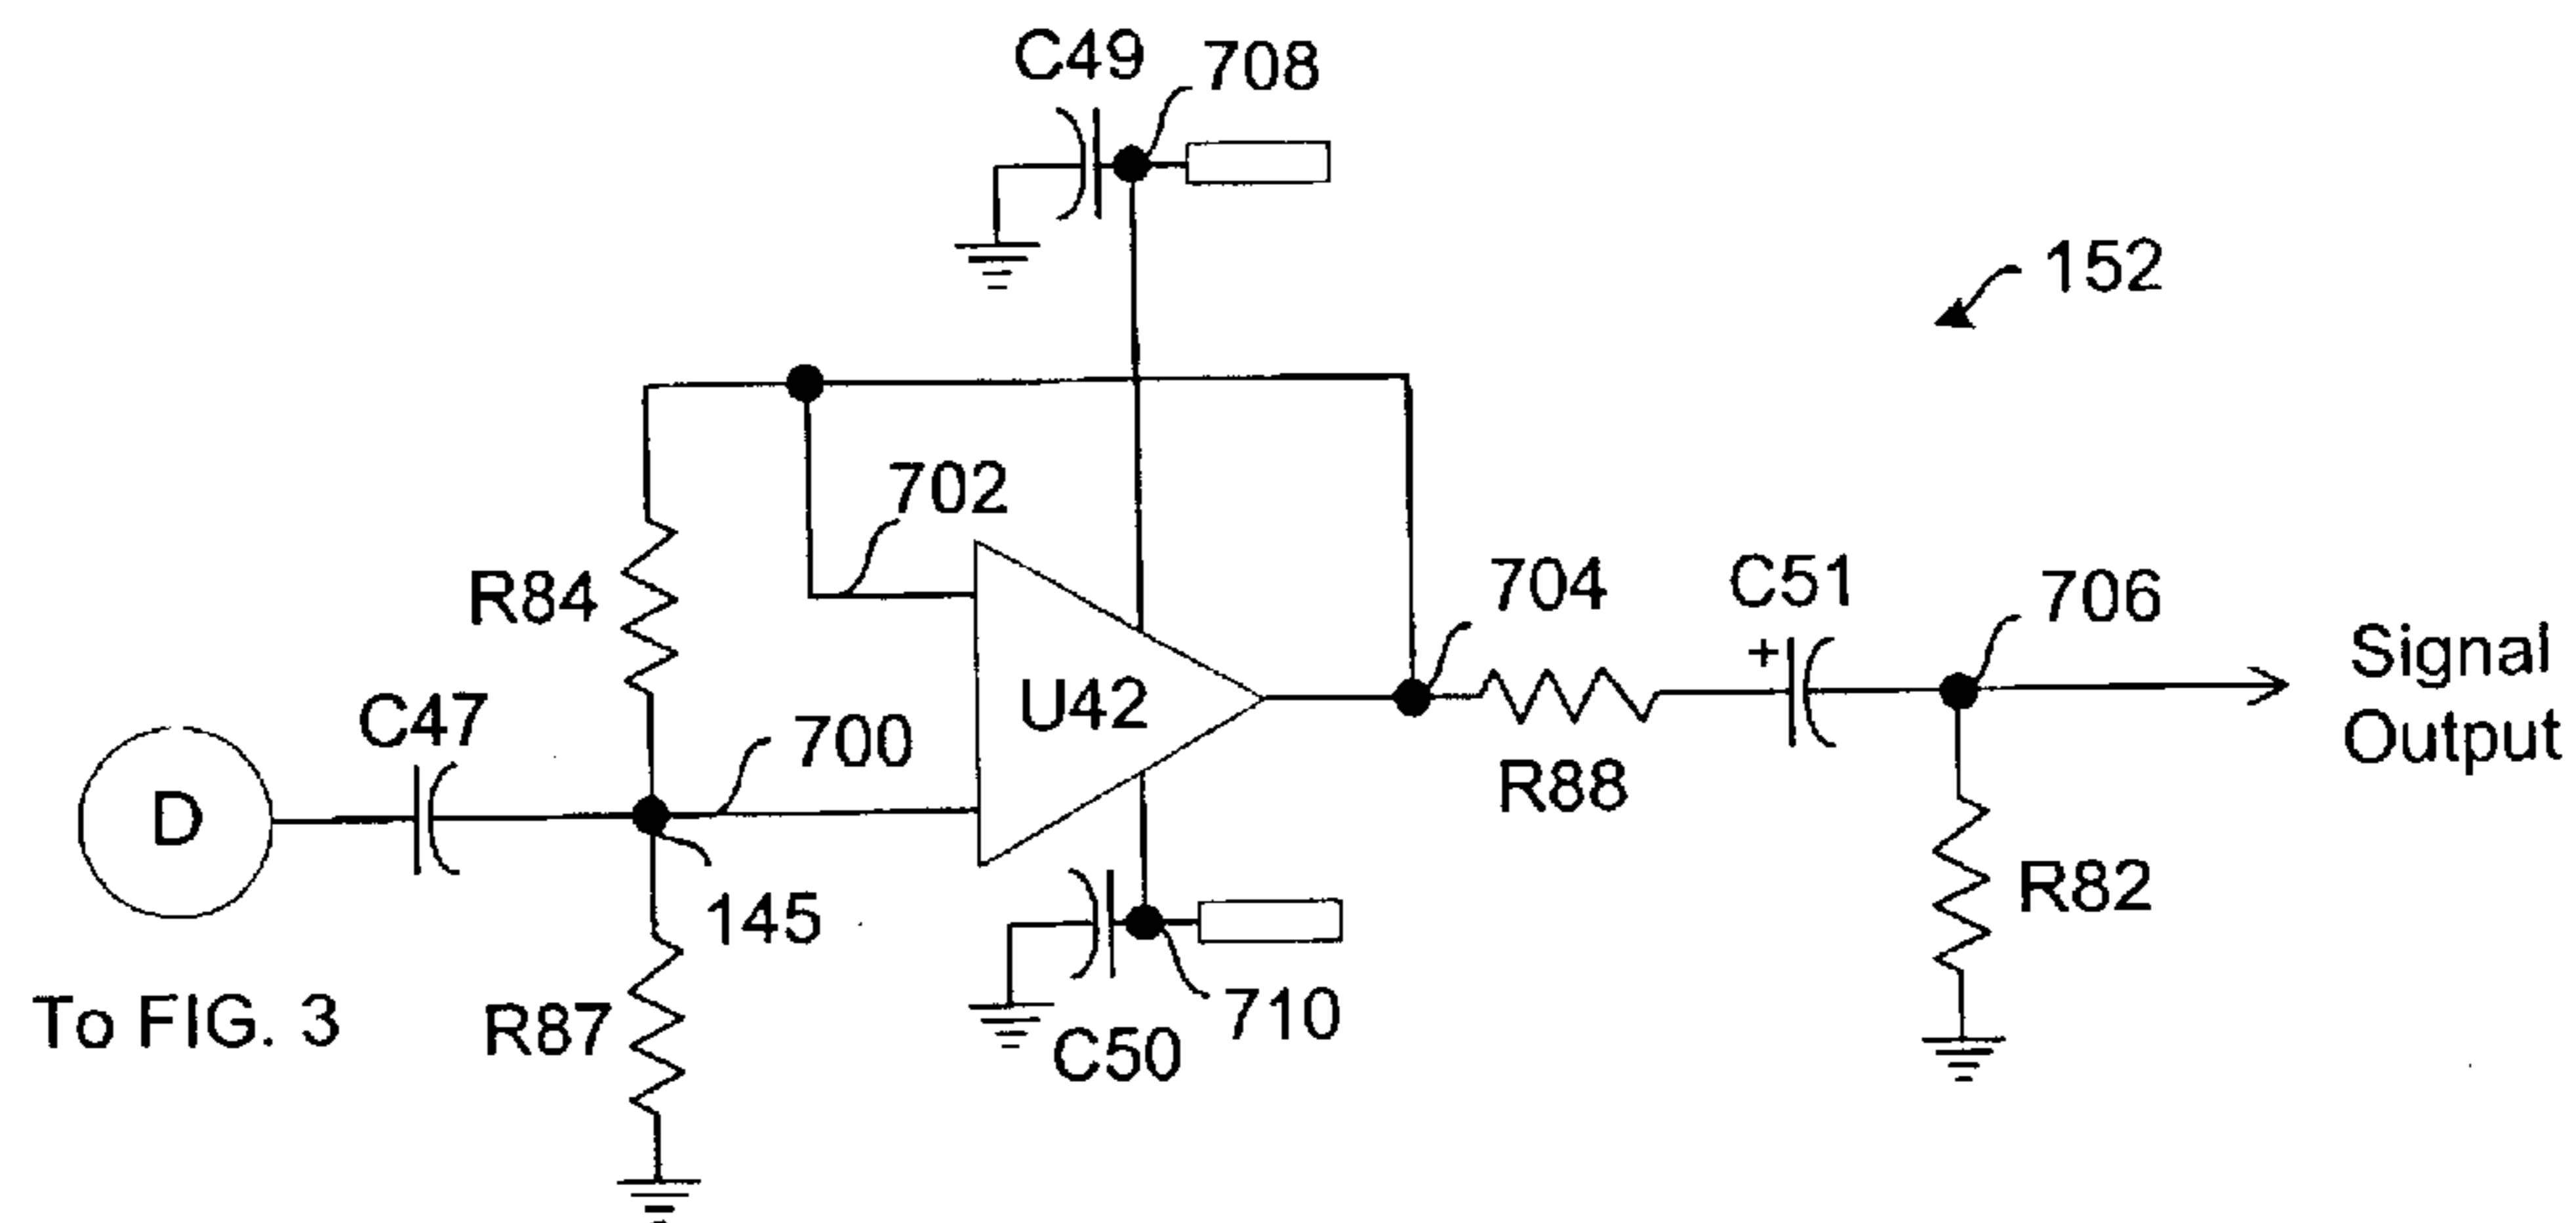 C49
708
152
702
R84
704
C51
706
Signal
Output
C47
700
U42
+
D
R88
R82
145
To FIG. 3
R87
710
C50